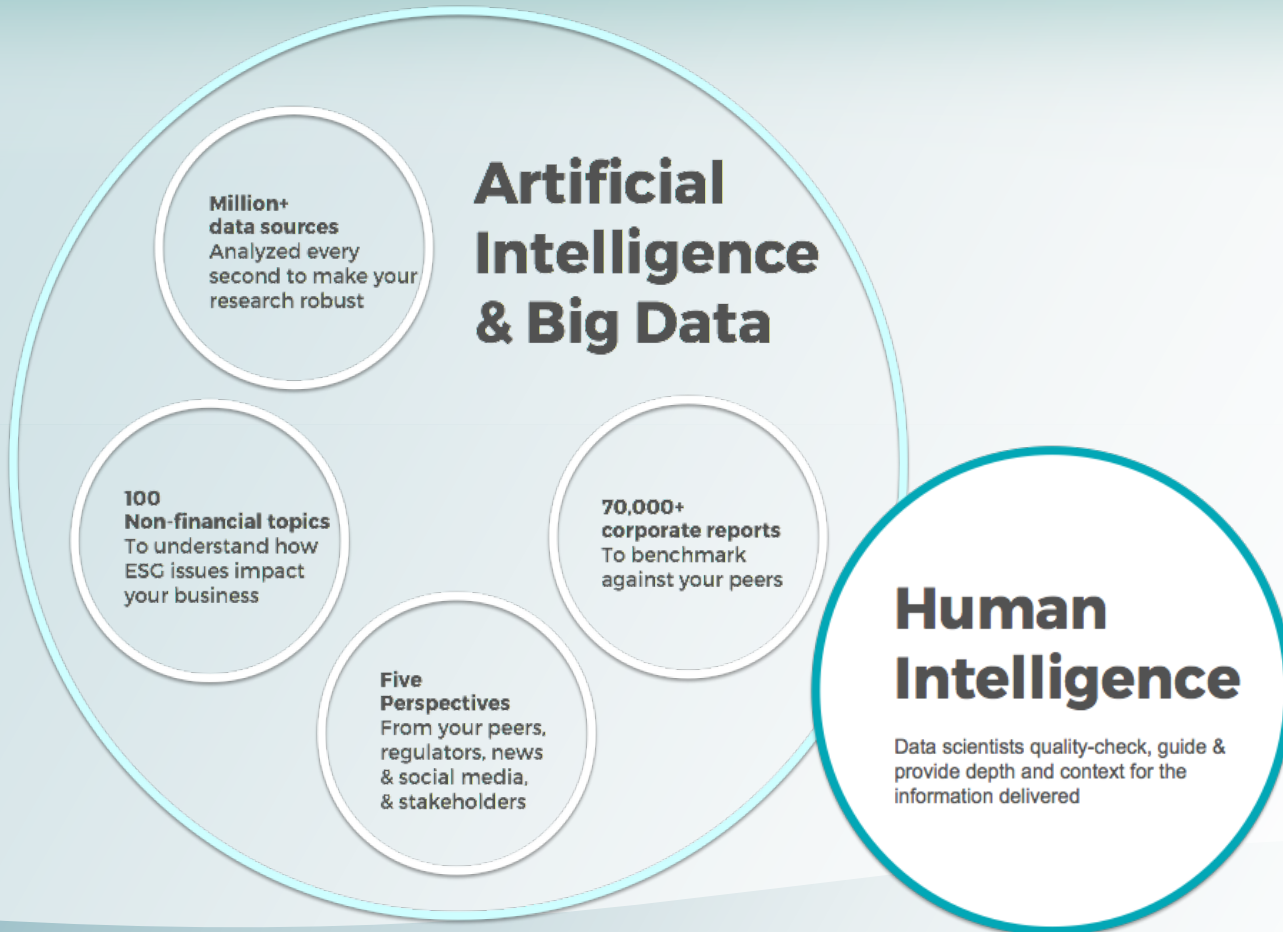 Artificial
Intelligence
& Big Data
Million+
data sources
Analyzed every
second to make your
research robust
100
Non-financial topics
To understand how
ESG issues impact
your business
70,000+
corporate reports
To benchmark
against your peers
Five
Perspectives
From your peers,
regulators, news
& social media,
& stakeholders
Human
Intelligence
Data scientists quality-check, guide &
provide depth and context for the
information delivered